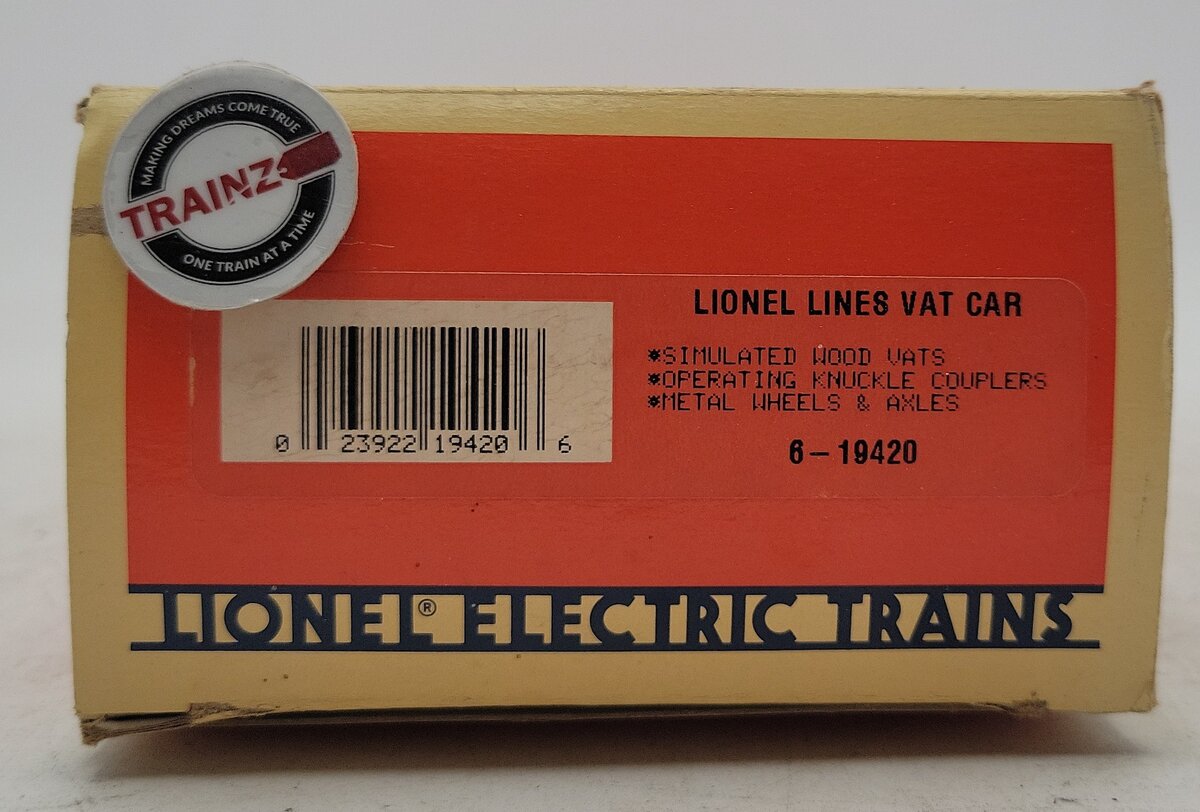 MAKING DREAMS COME TRUE
TRAINZ
ONE TRAIN AT A TIME
LIONEL LINES VAT CAR
*SIMULATED WOOD VATS
*OPERATING KNUCKLE COUPLERS
*METAL WHEELS & AXLES
6-19420
0 23922 19420 6
LIONEL® ELECTRIC TRAINS